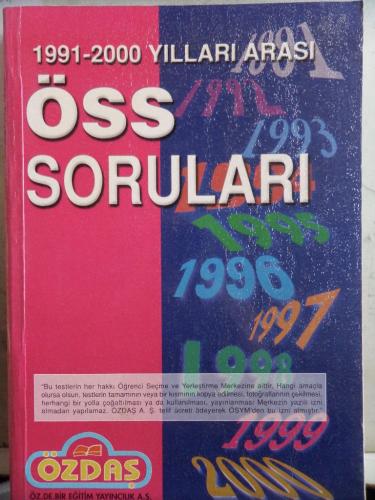 1991-2000 YILLARI ARASI
ÖSS
SORULARI
1991
1992
1993
1994
1995
1996
1997
1998
1999
2000
"Bu testlerin her hakkı Öğrenci Seçme ve Yerleştirme Merkezine aittir. Hangi amaçla
olursa olsun, testlerin tamamının veya bir kısmının kopya edilmesi, fotoğraflarının çekilmesi,
herhangi bir yolla çoğaltılması ya da kullanılması, yayınlanması Merkezin yazılı izni
olmadan yapılamaz. ÖZDAŞ A. Ş. telif ücreti ödeyerek ÖSYM'den bu izni almıştır."
ÖZDAŞ
ÖZ DE BİR EĞİTİM YAYINCILIK A.Ş.